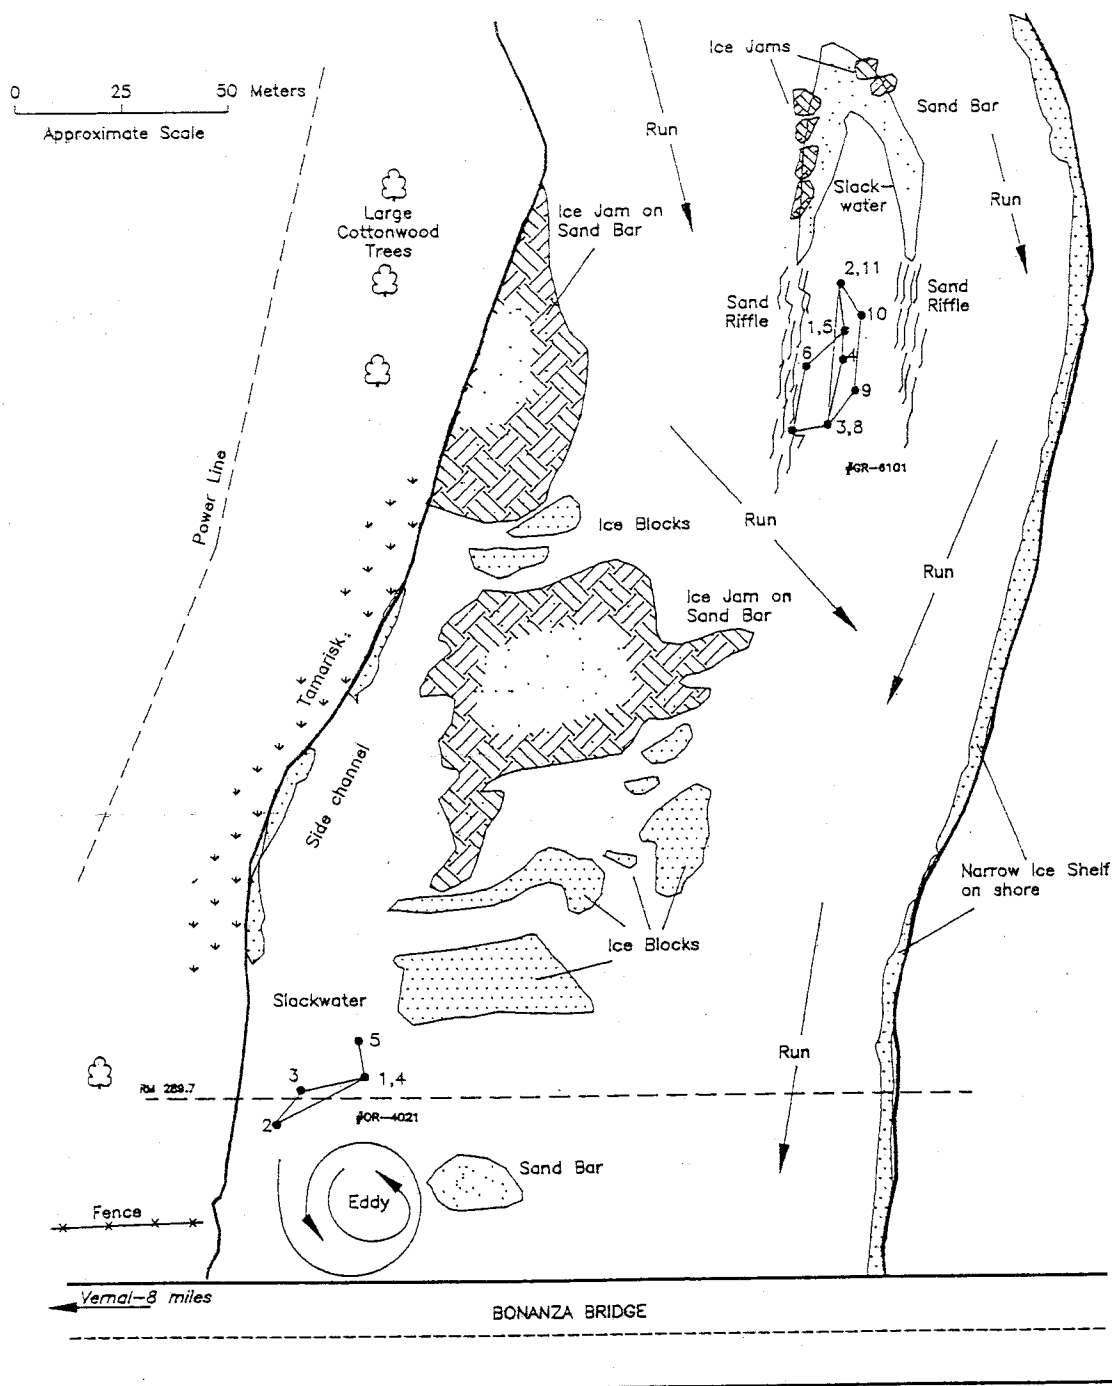 0 25 50 Meters
Approximate Scale
Ice Jams
Sand Bar
Run
Slack-
water
Run
Large
Cottonwood
Trees
Ice Jam on
Sand Bar
2,11
Sand
Riffle
Sand
Riffle
10
1,5
6
4
9
3,8
GR-6101
Power Line
Ice Blocks
Run
Run
Ice Jam on
Sand Bar
Tamarisk
Side channel
Narrow Ice Shelf
on shore
Ice Blocks
Slackwater
5
3
1,4
Run
RM 289.7
2
OR-4021
Sand Bar
Eddy
Fence
Vernal-8 miles
BONANZA BRIDGE